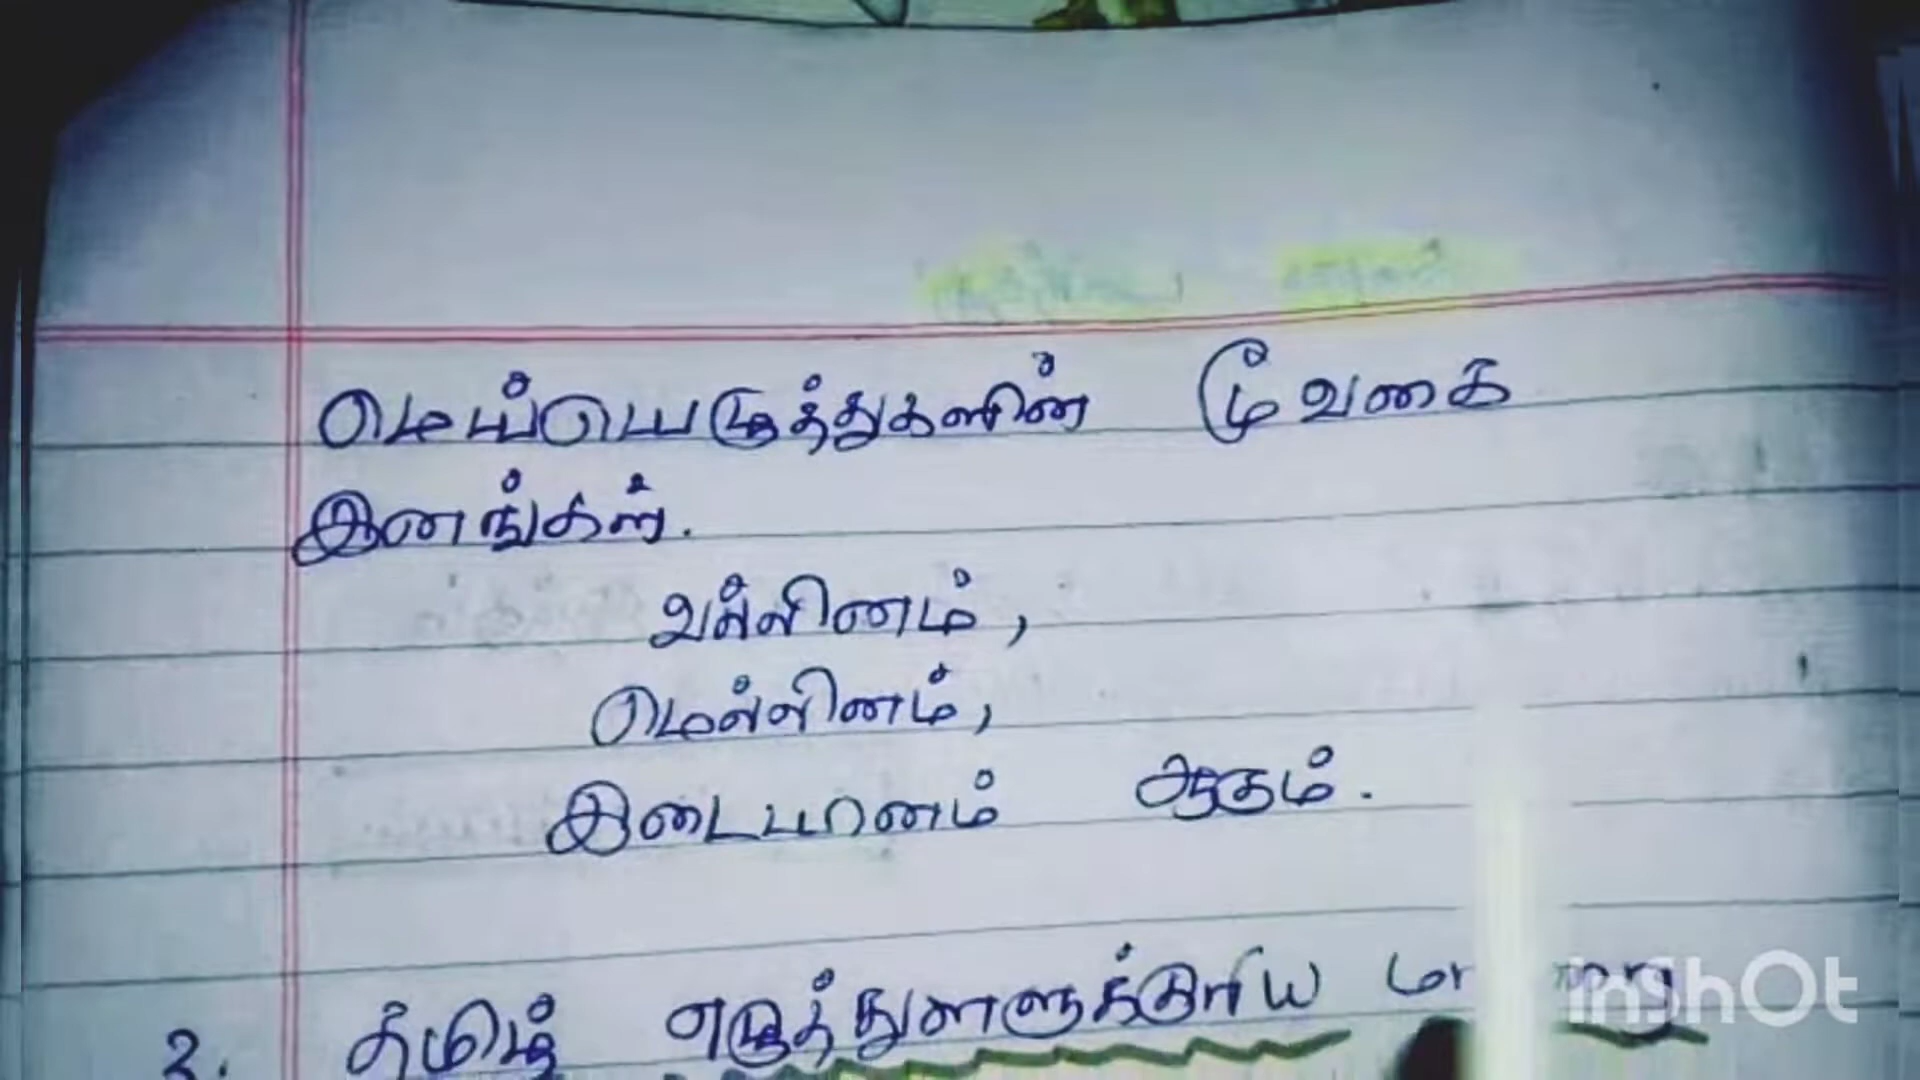 மெய்யெழுத்துகளின் மூவகை
இனங்கள்.
வல்லினம்,
மெல்லினம்,
இடையினம் ஆகும்.
2. தமிழ் எழுத்துகளுக்குரிய
InShOt